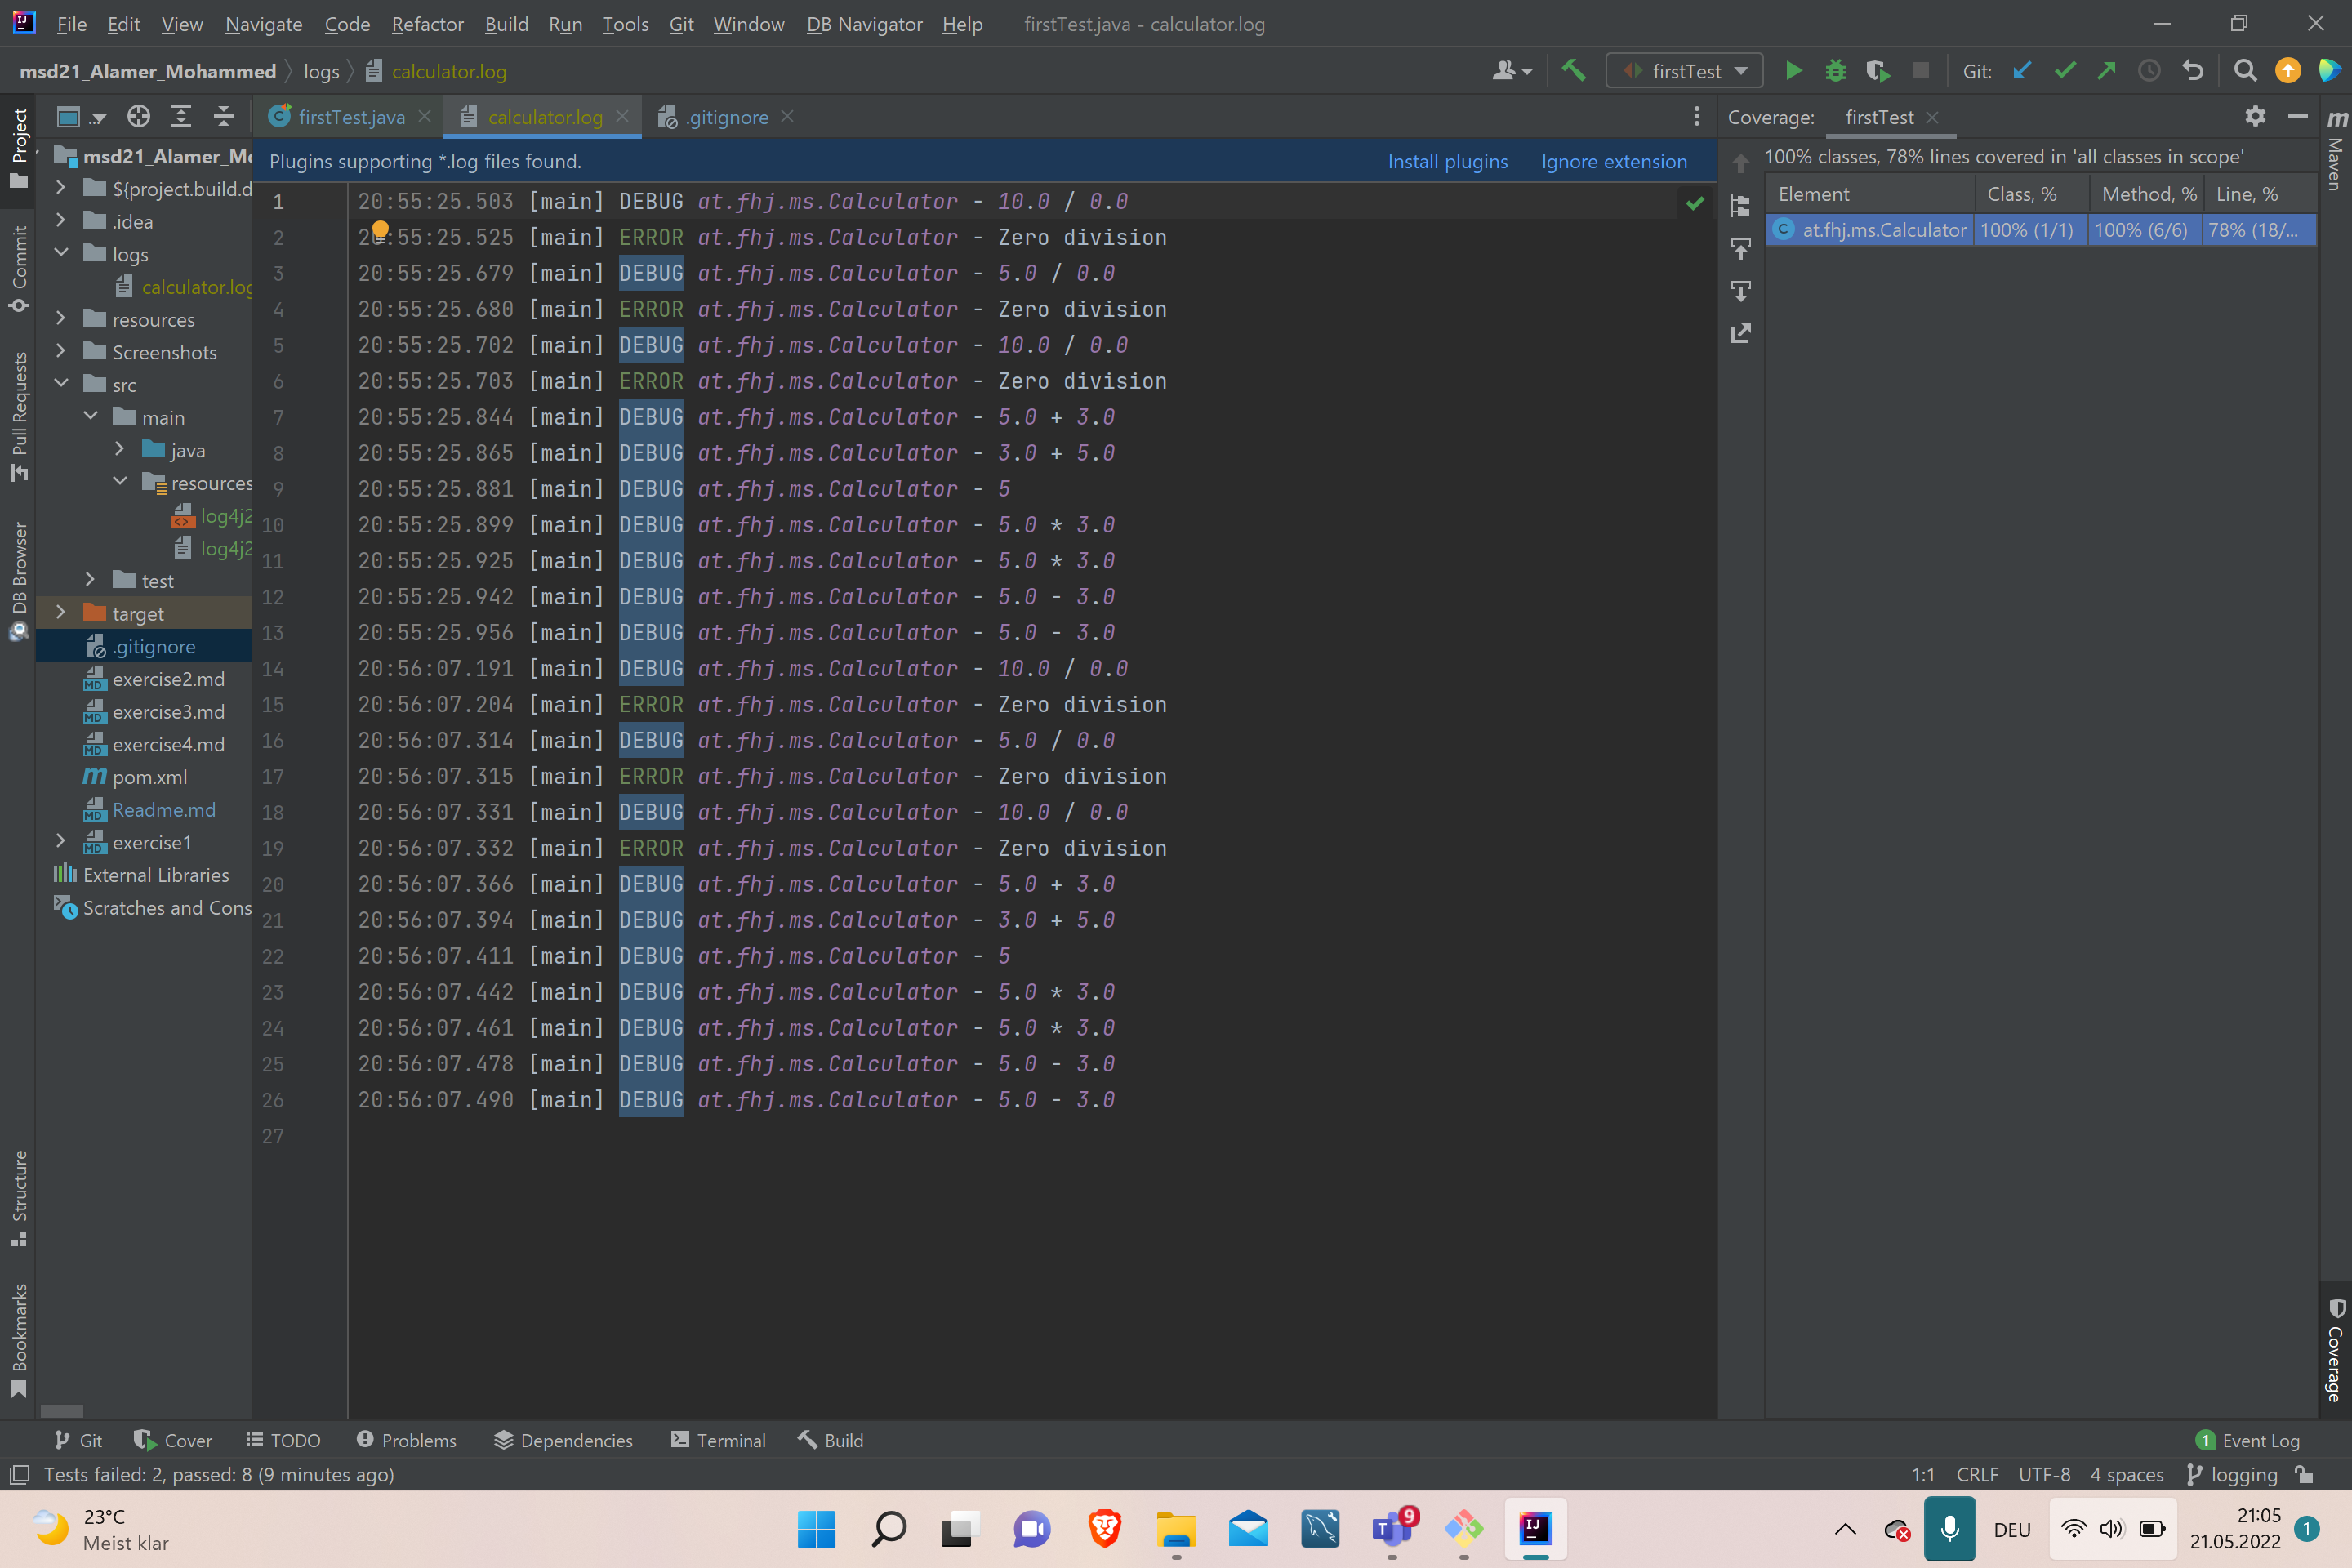 File Edit View Navigate Code Refactor Build Run Tools Git Window DB Navigator Help firstTest.java - calculator.log
msd21_Alamer_Mohammed logs calculator.log firstTest Git:
firstTest.java calculator.log .gitignore Coverage: firstTest
Project
Commit
Pull Requests
DB Browser
Structure
Bookmarks
msd21_Alamer_M
${project.build.d
.idea
logs
calculator.log
resources
Screenshots
src
main
java
resources
log4j2
log4j2
test
target
.gitignore
exercise2.md
exercise3.md
exercise4.md
pom.xml
Readme.md
exercise1
External Libraries
Scratches and Cons
Plugins supporting *.log files found. Install plugins Ignore extension
1 20:55:25.503 [main] DEBUG at.fhj.ms.Calculator - 10.0 / 0.0
2 20:55:25.525 [main] ERROR at.fhj.ms.Calculator - Zero division
3 20:55:25.679 [main] DEBUG at.fhj.ms.Calculator - 5.0 / 0.0
4 20:55:25.680 [main] ERROR at.fhj.ms.Calculator - Zero division
5 20:55:25.702 [main] DEBUG at.fhj.ms.Calculator - 10.0 / 0.0
6 20:55:25.703 [main] ERROR at.fhj.ms.Calculator - Zero division
7 20:55:25.844 [main] DEBUG at.fhj.ms.Calculator - 5.0 + 3.0
8 20:55:25.865 [main] DEBUG at.fhj.ms.Calculator - 3.0 + 5.0
9 20:55:25.881 [main] DEBUG at.fhj.ms.Calculator - 5
10 20:55:25.899 [main] DEBUG at.fhj.ms.Calculator - 5.0 * 3.0
11 20:55:25.925 [main] DEBUG at.fhj.ms.Calculator - 5.0 * 3.0
12 20:55:25.942 [main] DEBUG at.fhj.ms.Calculator - 5.0 - 3.0
13 20:55:25.956 [main] DEBUG at.fhj.ms.Calculator - 5.0 - 3.0
14 20:56:07.191 [main] DEBUG at.fhj.ms.Calculator - 10.0 / 0.0
15 20:56:07.204 [main] ERROR at.fhj.ms.Calculator - Zero division
16 20:56:07.314 [main] DEBUG at.fhj.ms.Calculator - 5.0 / 0.0
17 20:56:07.315 [main] ERROR at.fhj.ms.Calculator - Zero division
18 20:56:07.331 [main] DEBUG at.fhj.ms.Calculator - 10.0 / 0.0
19 20:56:07.332 [main] ERROR at.fhj.ms.Calculator - Zero division
20 20:56:07.366 [main] DEBUG at.fhj.ms.Calculator - 5.0 + 3.0
21 20:56:07.394 [main] DEBUG at.fhj.ms.Calculator - 3.0 + 5.0
22 20:56:07.411 [main] DEBUG at.fhj.ms.Calculator - 5
23 20:56:07.442 [main] DEBUG at.fhj.ms.Calculator - 5.0 * 3.0
24 20:56:07.461 [main] DEBUG at.fhj.ms.Calculator - 5.0 * 3.0
25 20:56:07.478 [main] DEBUG at.fhj.ms.Calculator - 5.0 - 3.0
26 20:56:07.490 [main] DEBUG at.fhj.ms.Calculator - 5.0 - 3.0
27
100% classes, 78% lines covered in 'all classes in scope'
Element Class, % Method, % Line, %
at.fhj.ms.Calculator 100% (1/1) 100% (6/6) 78% (18/...
Maven
Coverage
Git Cover TODO Problems Dependencies Terminal Build 1 Event Log
Tests failed: 2, passed: 8 (9 minutes ago) 1:1 CRLF UTF-8 4 spaces logging
23°C
Meist klar
9
DEU
21:05
21.05.2022
1